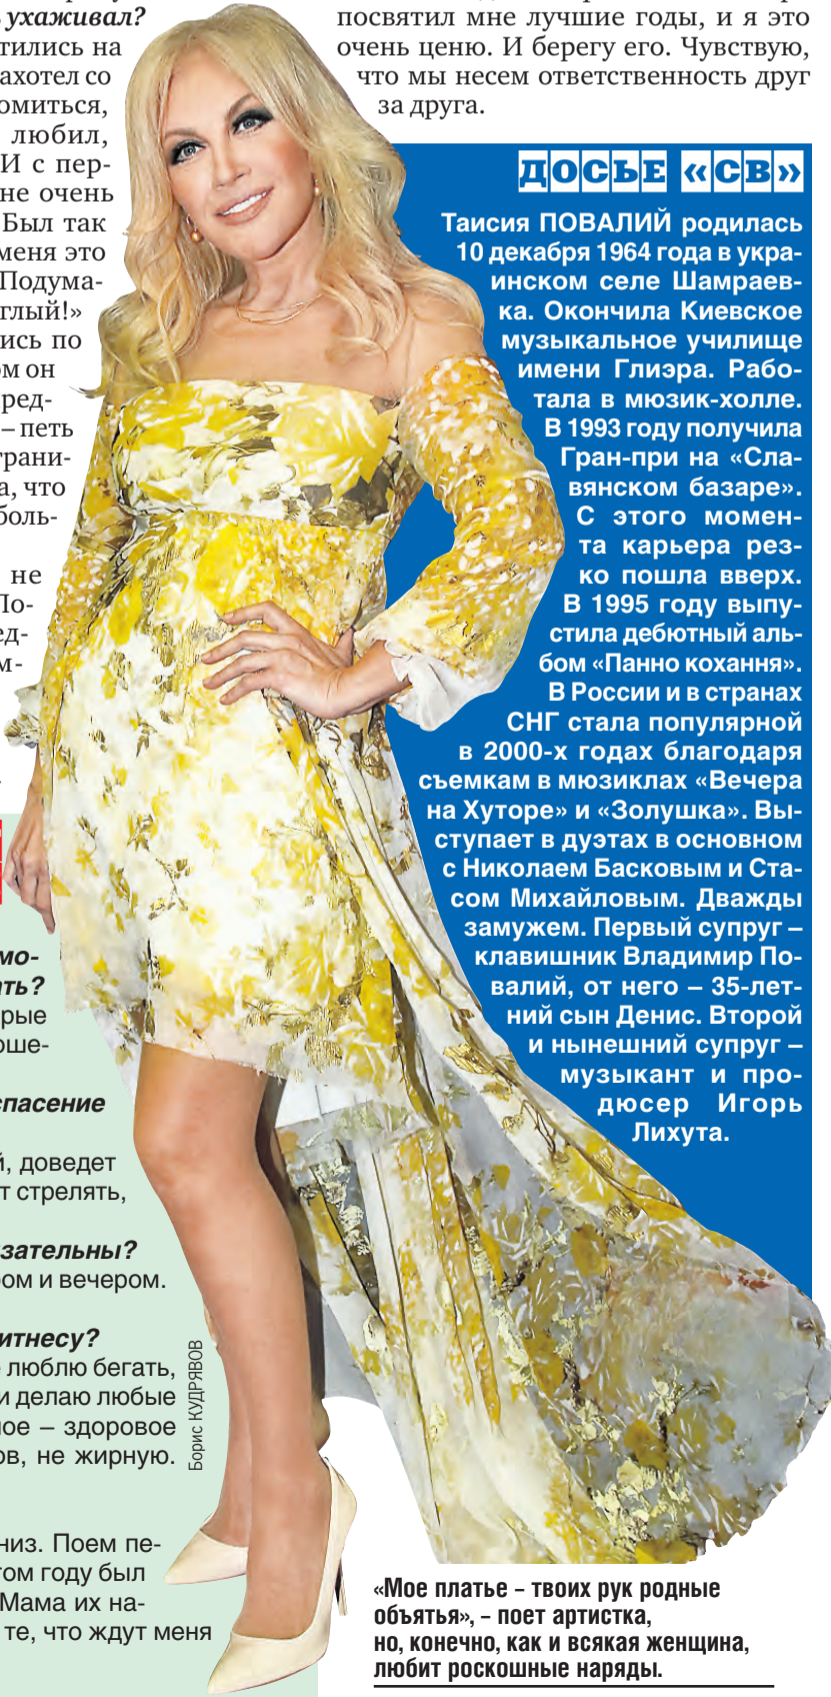 ухаживал?
тились на
ахотел со
омиться,
любил,
И с пер-
не очень
Был так
меня это
Подума-
глый!»
ись по
ом он
ред-
– петь
грани-
а, что
боль-
не
По-
ед-
м-
посвятил мне лучшие годы, и я это
очень ценю. И берегу его. Чувствую,
что мы несем ответственность друг
за друга.
ДОСЬЕ «СВ»
Таисия ПОВАЛИЙ родилась
10 декабря 1964 года в укра-
инском селе Шамраев-
ка. Окончила Киевское
музыкальное училище
имени Глиэра. Рабо-
тала в мюзик-холле.
В 1993 году получила
Гран-при на «Сла-
вянском базаре».
С этого момен-
та карьера рез-
ко пошла вверх.
В 1995 году выпу-
стила дебютный аль-
бом «Панно кохання».
В России и в странах
СНГ стала популярной
в 2000-х годах благодаря
съемкам в мюзиклах «Вечера
на Хуторе» и «Золушка». Вы-
ступает в дуэтах в основном
с Николаем Басковым и Ста-
сом Михайловым. Дважды
замужем. Первый супруг –
клавишник Владимир По-
валий, от него – 35-лет-
ний сын Денис. Второй
и нынешний супруг –
музыкант и про-
дюсер Игорь
Лихута.
мо-
ать?
рые
оше-
спасение
й, доведет
т стрелять,
зательны?
ром и вечером.
итнесу?
люблю бегать,
и делаю любые
ное – здоровое
ов, не жирную.
низ. Поем пе-
том году был
Мама их на-
те, что ждут меня
Борис КУДРЯВОВ
«Мое платье – твоих рук родные
объятья», – поет артистка,
но, конечно, как и всякая женщина,
любит роскошные наряды.